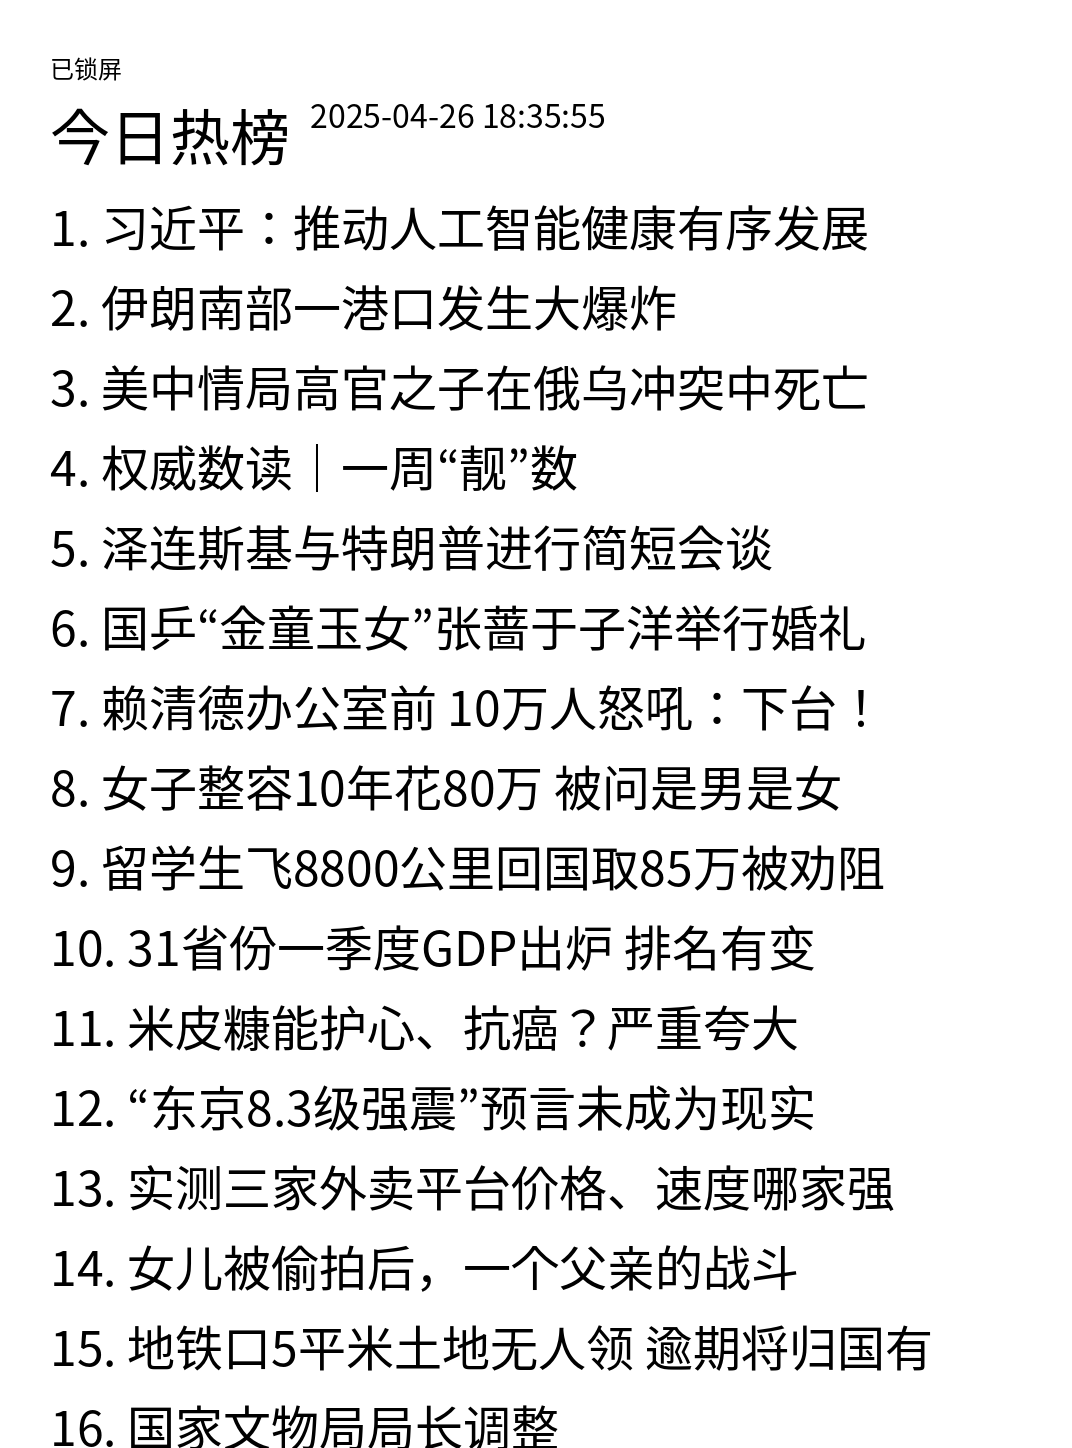 已锁屏
今日热榜 2025-04-26 18:35:55
1. 习近平：推动人工智能健康有序发展
2. 伊朗南部一港口发生大爆炸
3. 美中情局高官之子在俄乌冲突中死亡
4. 权威数读｜一周“靓”数
5. 泽连斯基与特朗普进行简短会谈
6. 国乒“金童玉女”张蔷于子洋举行婚礼
7. 赖清德办公室前 10万人怒吼：下台！
8. 女子整容10年花80万 被问是男是女
9. 留学生飞8800公里回国取85万被劝阻
10. 31省份一季度GDP出炉 排名有变
11. 米皮糠能护心、抗癌？严重夸大
12. “东京8.3级强震”预言未成为现实
13. 实测三家外卖平台价格、速度哪家强
14. 女儿被偷拍后，一个父亲的战斗
15. 地铁口5平米土地无人领 逾期将归国有
16. 国家文物局局长调整